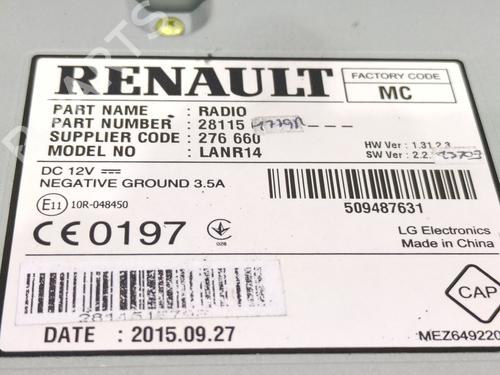 RENAULT
FACTORY CODE
MC
PART NAME : RADIO
PART NUMBER : 28115
SUPPLIER CODE : 276 660
MODEL NO : LANR14
HW Ver : 1.31.2.3
SW Ver : 2.2.
DC 12V
NEGATIVE GROUND 3.5A
E11 10R-048450
509487631
CE0197
028
LG Electronics
Made in China
CAP
DATE : 2015.09.27
MEZ649220